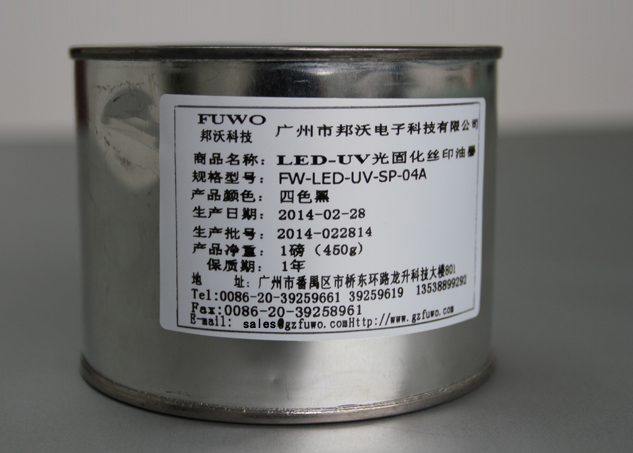 FUWO
邦沃科技
广州市邦沃电子科技有限公司
商品名称：LED-UV光固化丝印油墨
规格型号：FW-LED-UV-SP-04A
产品颜色：四色黑
生产日期：2014-02-28
生产批号：2014-022814
产品净重：1磅（450g）
保质期：1年
地 址：广州市番禺区市桥东环路龙升科技大楼801
Tel:0086-20-39259661 39259619 13538899292
Fax:0086-20-39258961
E-mail: sales@gzfuwo.comHttp://www.gzfuwo.com